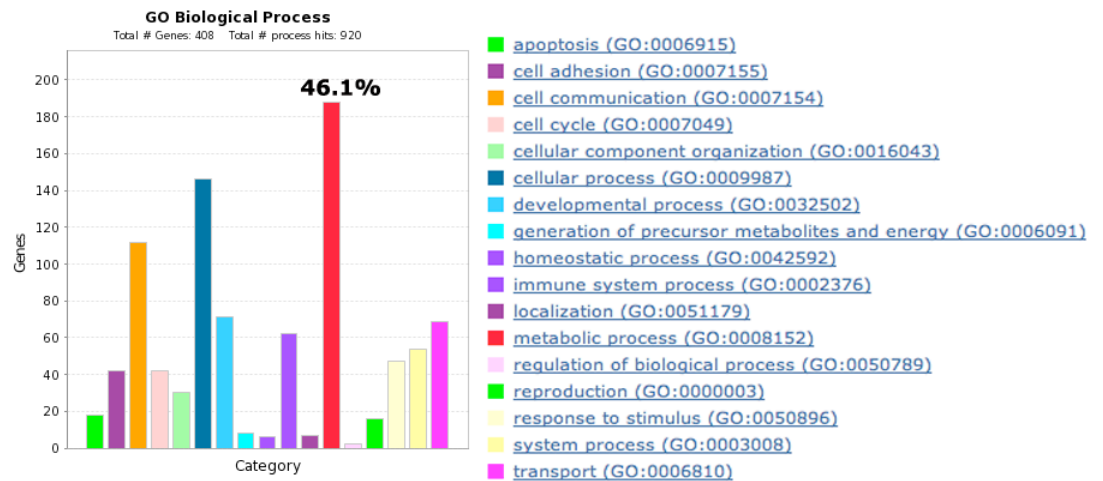 GO Biological Process
Total # Genes: 408 Total # process hits: 920
200
180
160
140
120
100
80
60
40
20
0
Genes
46.1%
Category
apoptosis (GO:0006915)
cell adhesion (GO:0007155)
cell communication (GO:0007154)
cell cycle (GO:0007049)
cellular component organization (GO:0016043)
cellular process (GO:0009987)
developmental process (GO:0032502)
generation of precursor metabolites and energy (GO:0006091)
homeostatic process (GO:0042592)
immune system process (GO:0002376)
localization (GO:0051179)
metabolic process (GO:0008152)
regulation of biological process (GO:0050789)
reproduction (GO:0000003)
response to stimulus (GO:0050896)
system process (GO:0003008)
transport (GO:0006810)